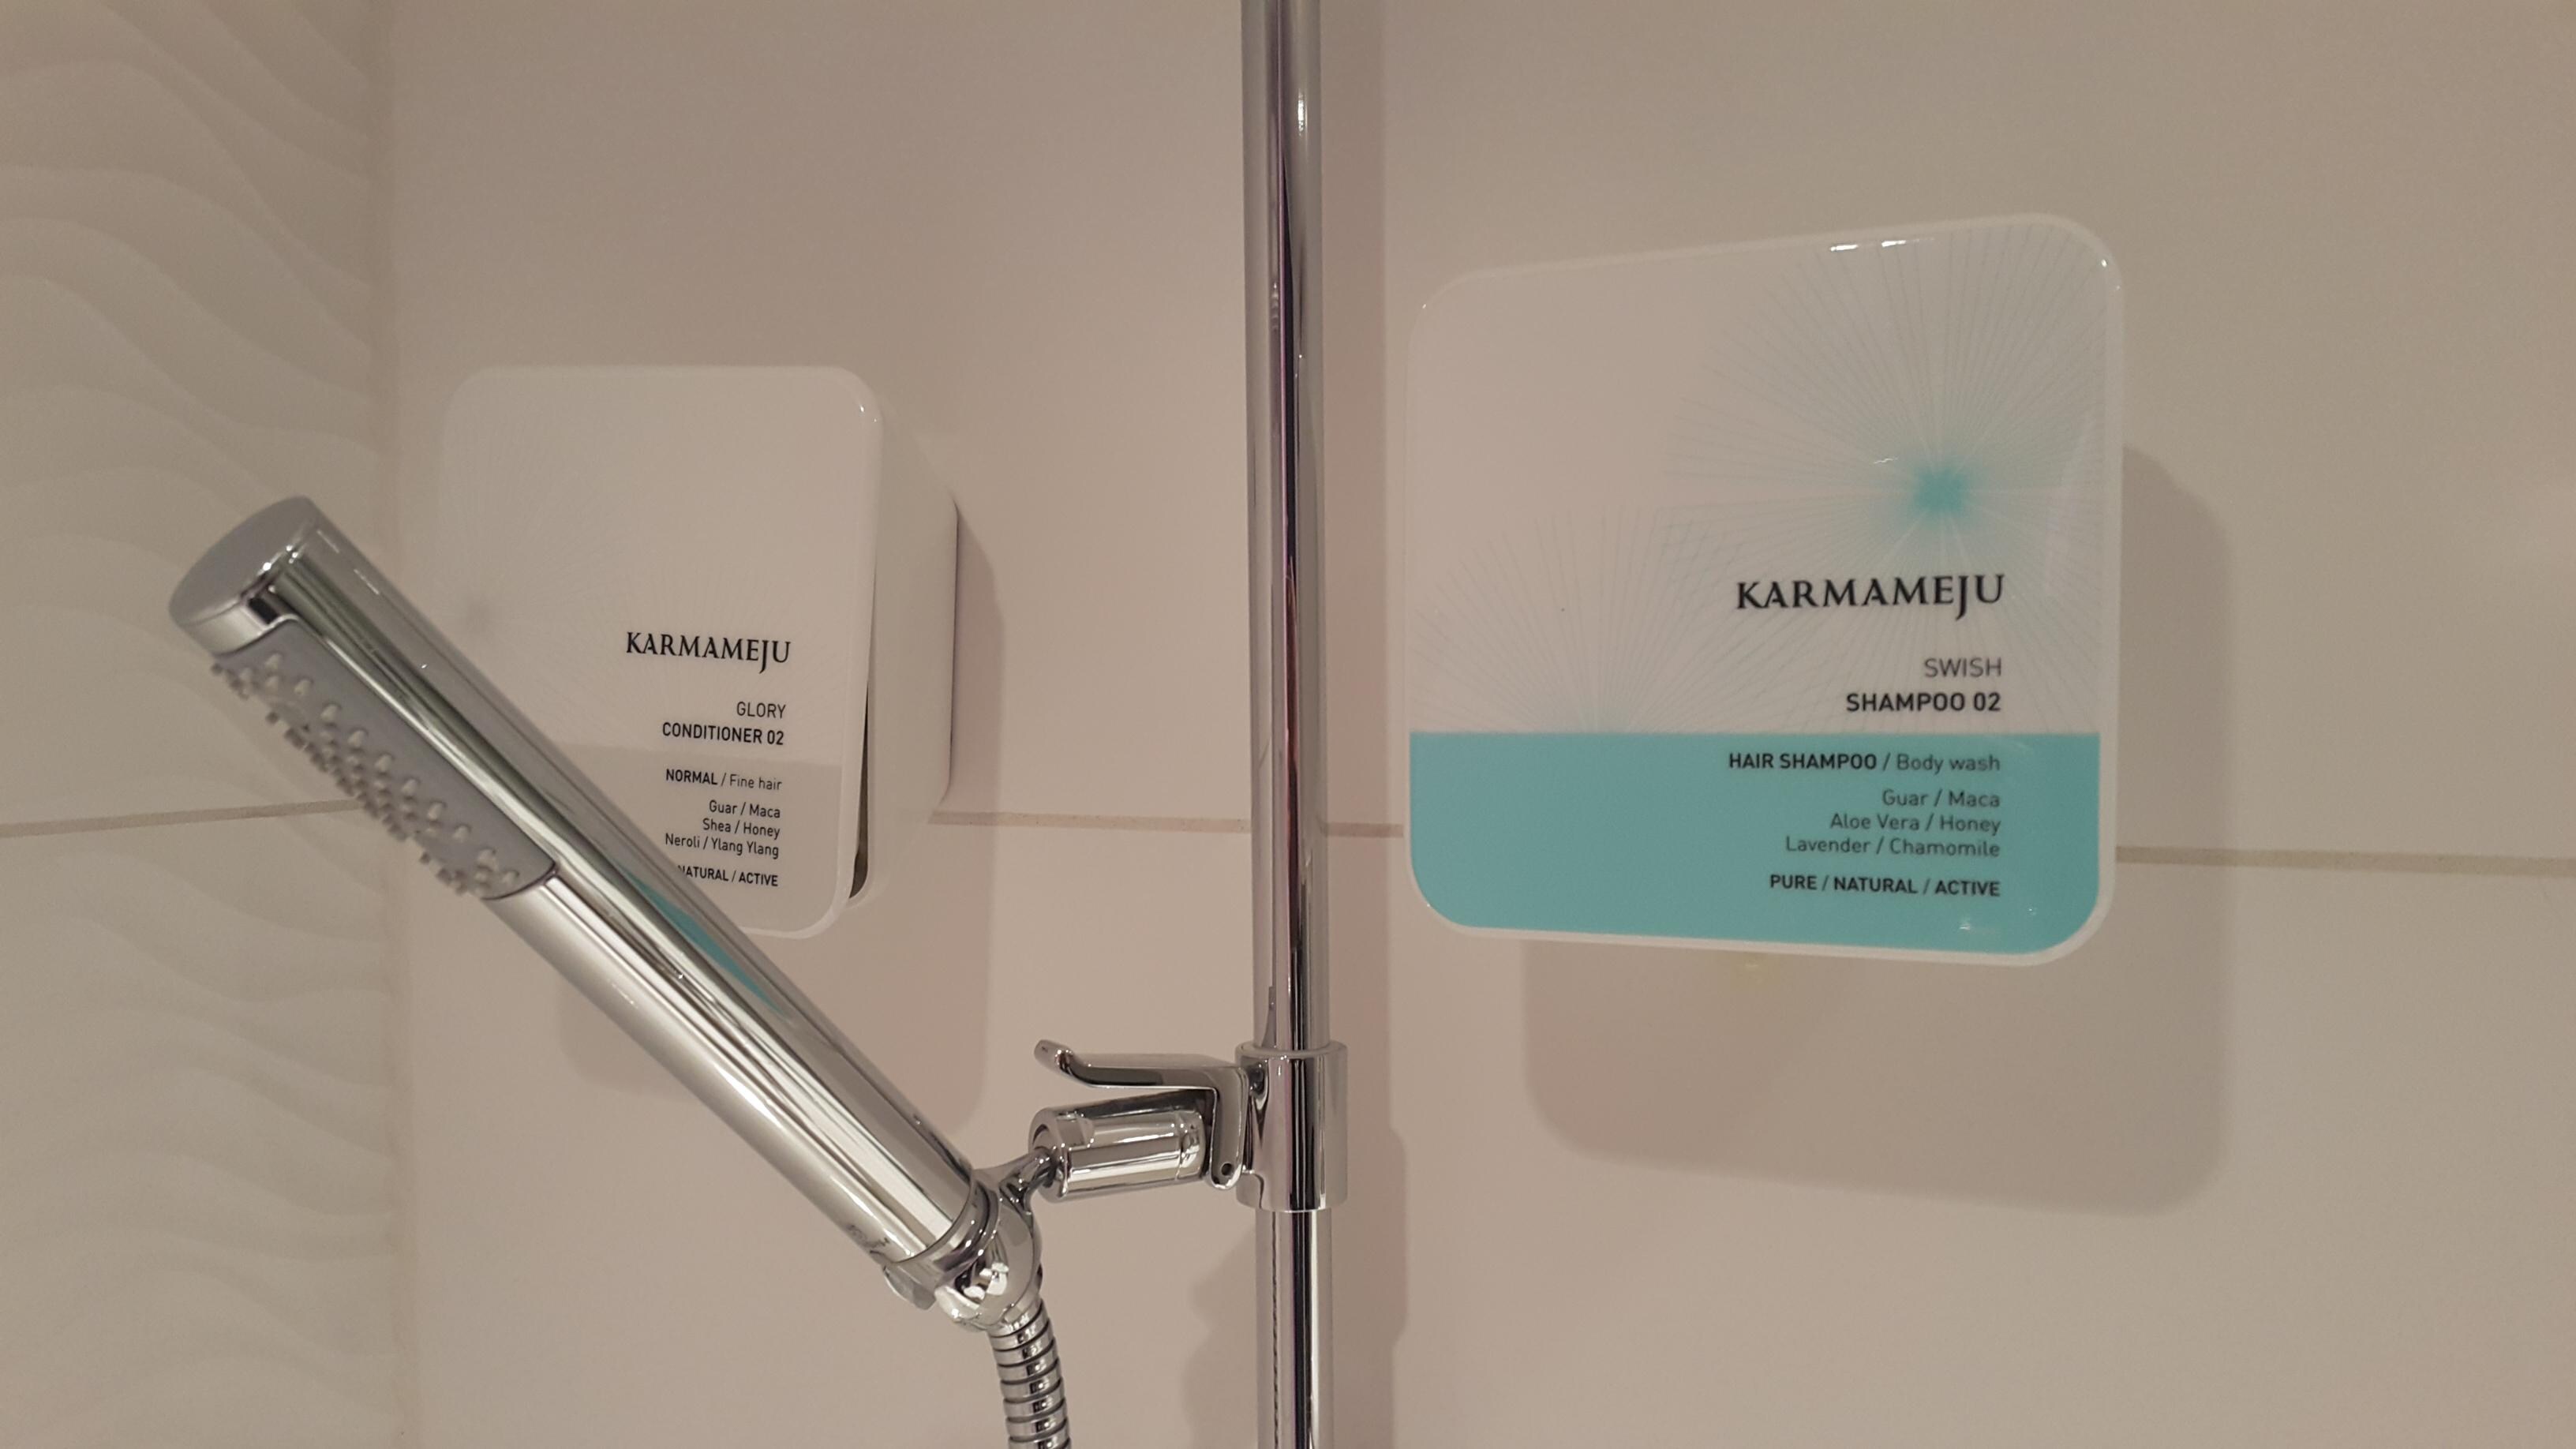 KARMAMEJU
GLORY
CONDITIONER 02
NORMAL / Fine hair
Guar / Maca
Shea / Honey
Neroli / Ylang Ylang
NATURAL / ACTIVE
KARMAMEJU
SWISH
SHAMPOO 02
HAIR SHAMPOO / Body wash
Guar / Maca
Aloe Vera / Honey
Lavender / Chamomile
PURE / NATURAL / ACTIVE